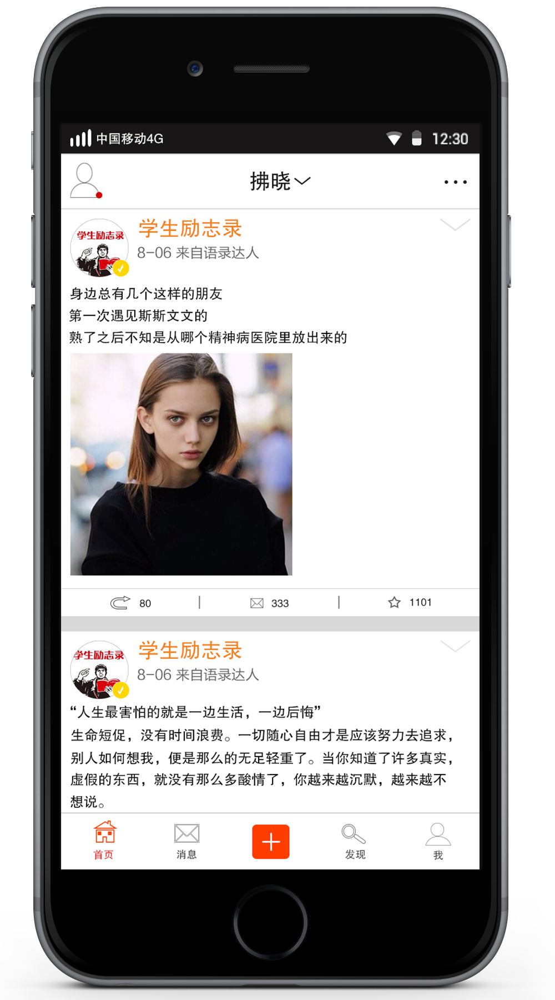 中国移动4G
12:30
拂晓
学生励志录
学生励志录
8-06 来自语录达人
身边总有几个这样的朋友
第一次遇见斯斯文文的
熟了之后不知是从哪个精神病医院里放出来的
80
333
1101
学生励志录
学生励志录
8-06 来自语录达人
“人生最害怕的就是一边生活，一边后悔”
生命短促，没有时间浪费。一切随心自由才是应该努力去追求，
别人如何想我，便是那么的无足轻重了。当你知道了许多真实，
虚假的东西，就没有那么多酸情了，你越来越沉默，越来越不
想说。
首页
消息
发现
我